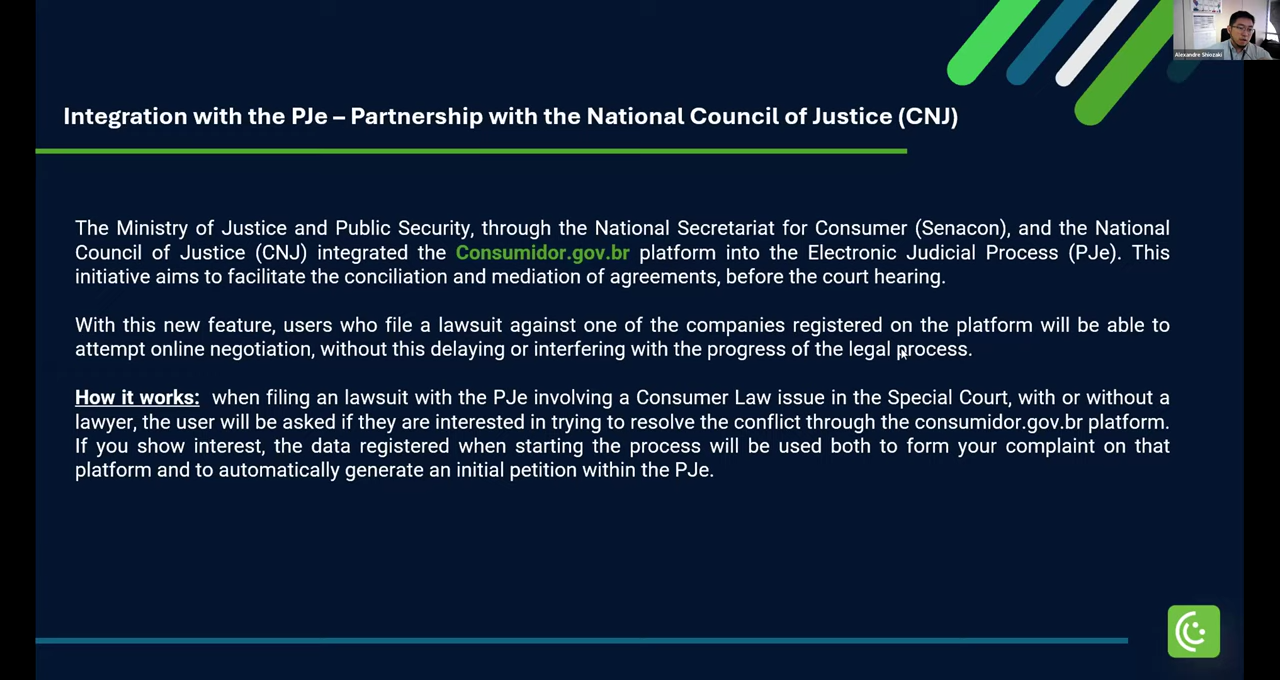 Alexandre Shiozaki
Integration with the PJe – Partnership with the National Council of Justice (CNJ)
The Ministry of Justice and Public Security, through the National Secretariat for Consumer (Senacon), and the National
Council of Justice (CNJ) integrated the Consumidor.gov.br platform into the Electronic Judicial Process (PJe). This
initiative aims to facilitate the conciliation and mediation of agreements, before the court hearing.
With this new feature, users who file a lawsuit against one of the companies registered on the platform will be able to
attempt online negotiation, without this delaying or interfering with the progress of the legal process.
How it works: when filing an lawsuit with the PJe involving a Consumer Law issue in the Special Court, with or without a
lawyer, the user will be asked if they are interested in trying to resolve the conflict through the consumidor.gov.br platform.
If you show interest, the data registered when starting the process will be used both to form your complaint on that
platform and to automatically generate an initial petition within the PJe.